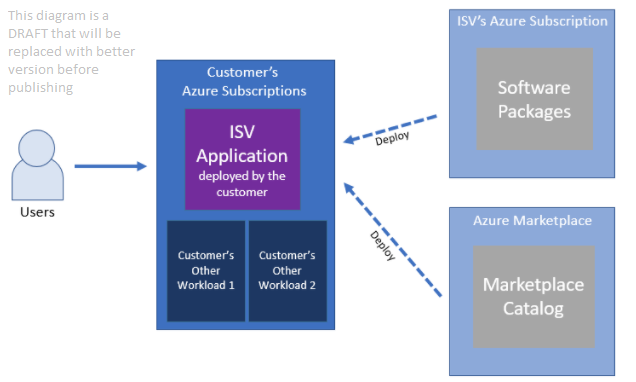 This diagram is a
DRAFT that will be
replaced with better
version before
publishing
Users
Customer's
Azure Subscriptions
ISV
Application
deployed by the
customer
Customer's
Other
Workload 1
Customer's
Other
Workload 2
Deploy
Deploy
ISV's Azure Subscription
Software
Packages
Azure Marketplace
Marketplace
Catalog